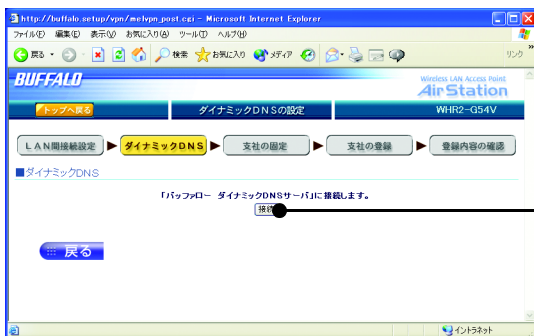 http://buffalo.setup/vpn/melvpn_post.cgi - Microsoft Internet Explorer
ファイル(F) 編集(E) 表示(V) お気に入り(A) ツール(T) ヘルプ(H)
戻る 検索 お気に入り メディア リンク
BUFFALO
Wireless LAN Access Point
AirStation
トップへ戻る ダイナミックDNSの設定 WHR2-G54V
LAN間接続設定 ダイナミックDNS 支社の固定 支社の登録 登録内容の確認
■ダイナミックDNS
「バッファロー ダイナミックDNSサーバ」に接続します。
接続
戻る
イントラネット